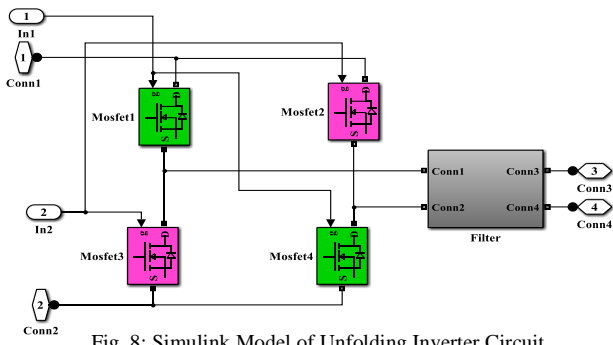 1
In1
1
Conn1
g
D
S
Mosfet1
g
D
S
Mosfet2
Conn1
Conn2
Conn3
Conn4
Filter
3
Conn3
4
Conn4
2
In2
g
D
S
Mosfet3
g
D
S
Mosfet4
2
Conn2
Fig. 8: Simulink Model of Unfolding Inverter Circuit